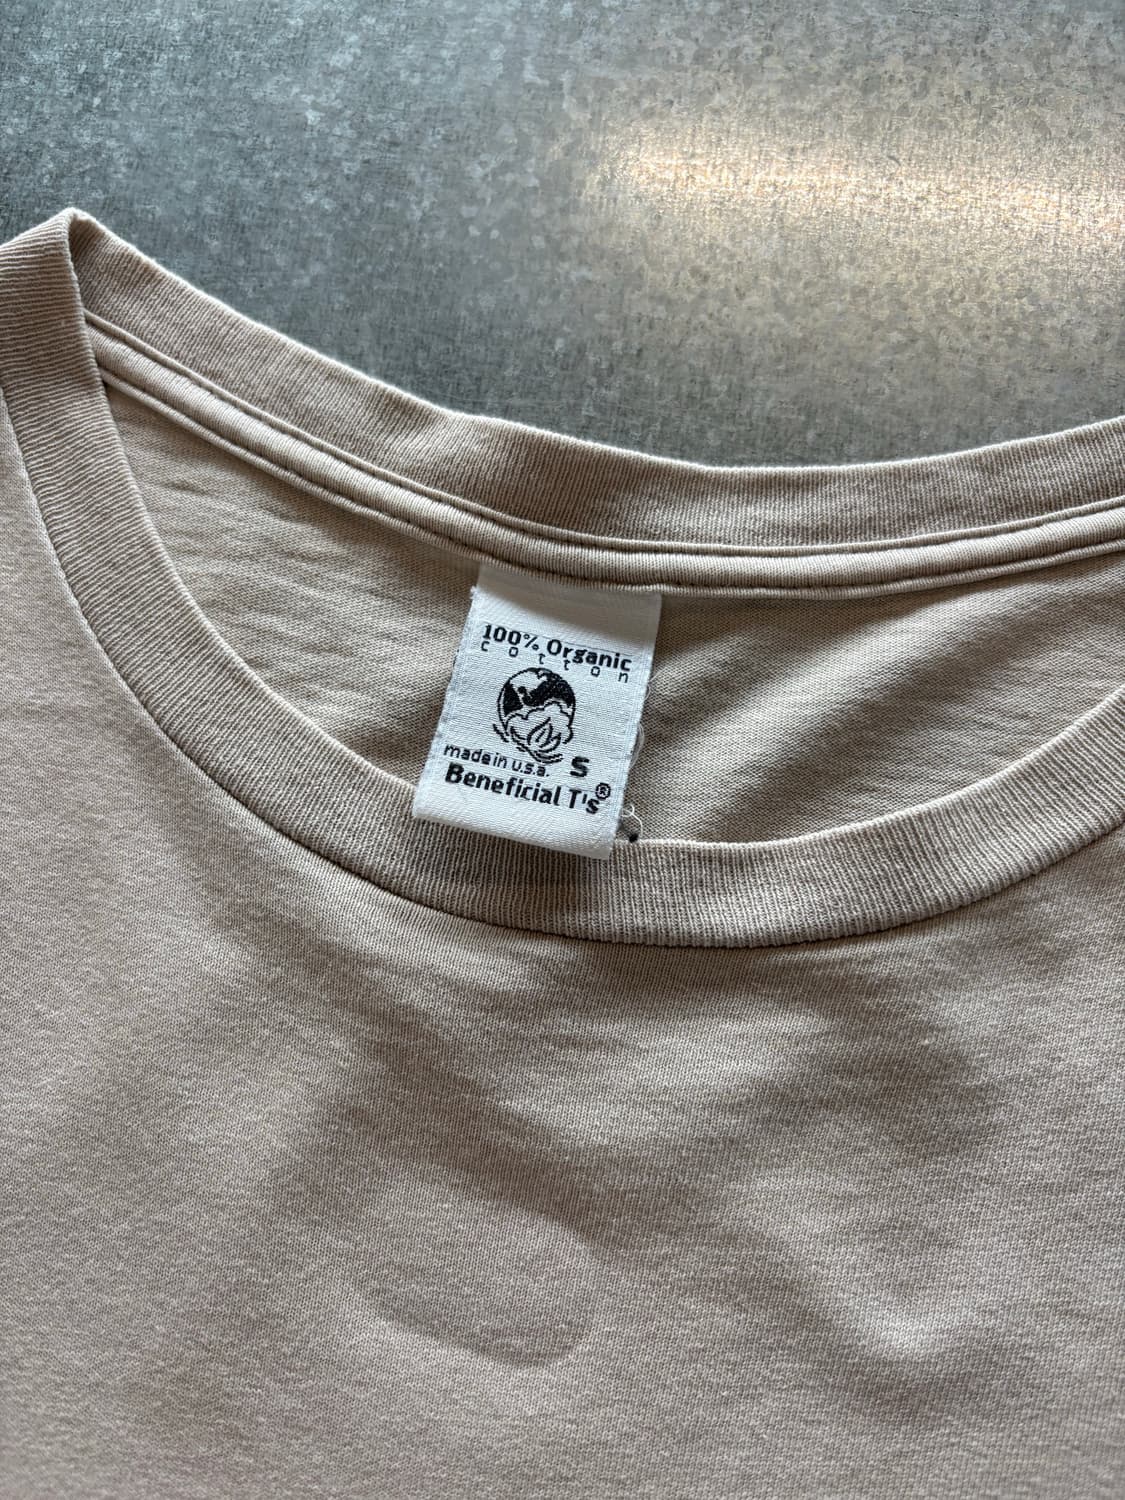 100% Organic
cotton
made in u.s.a. S
Beneficial T's®